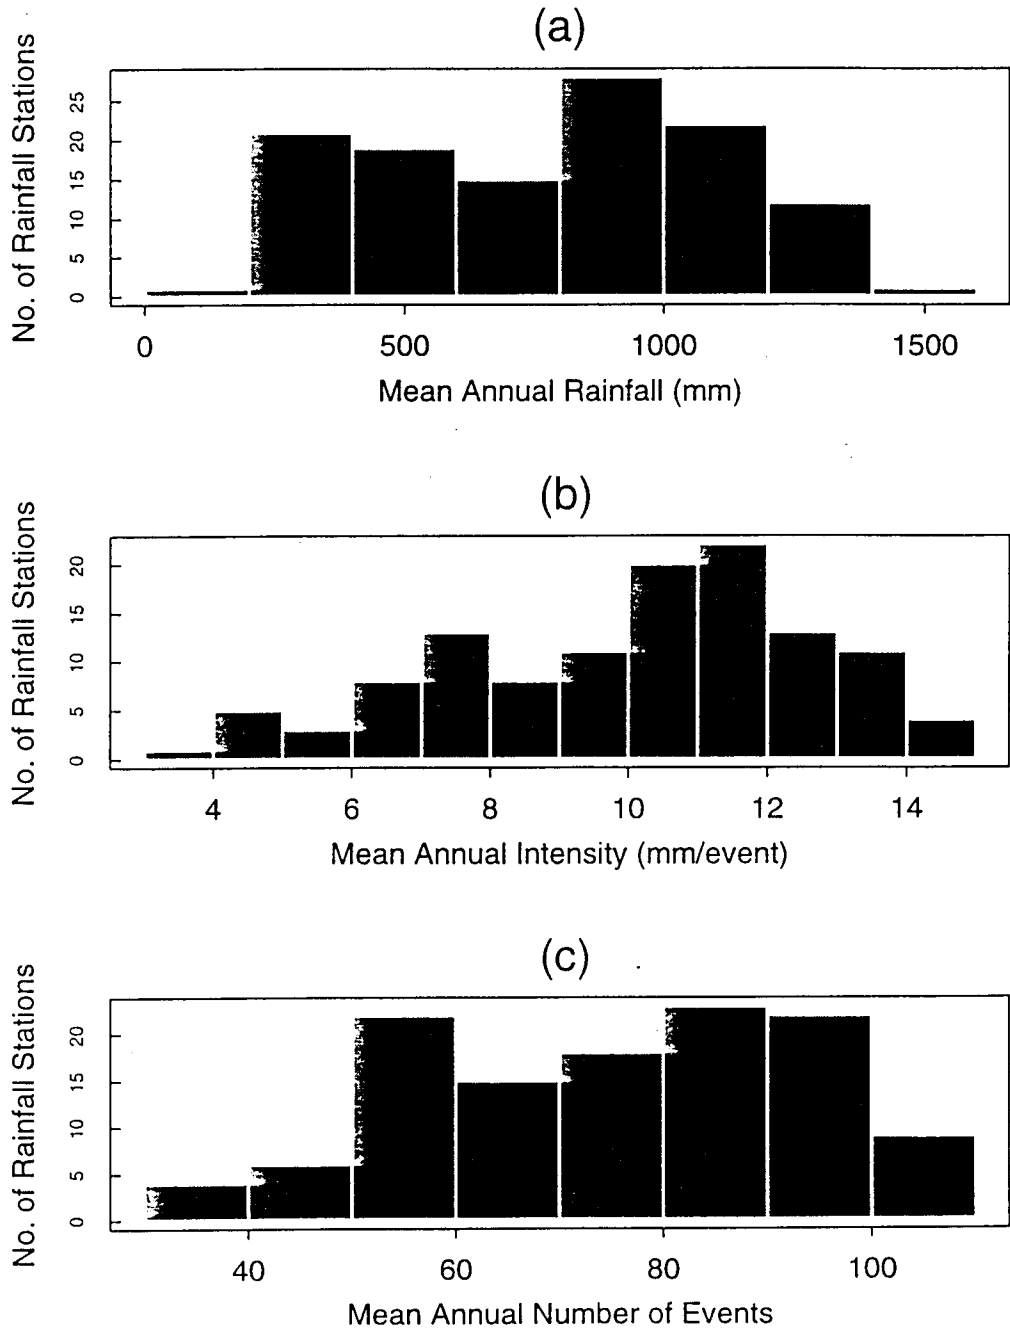 (a)
No. of Rainfall Stations
25
20
15
10
5
0
0 500 1000 1500
Mean Annual Rainfall (mm)
(b)
No. of Rainfall Stations
20
15
10
5
0
4 6 8 10 12 14
Mean Annual Intensity (mm/event)
(c)
No. of Rainfall Stations
20
15
10
5
0
40 60 80 100
Mean Annual Number of Events